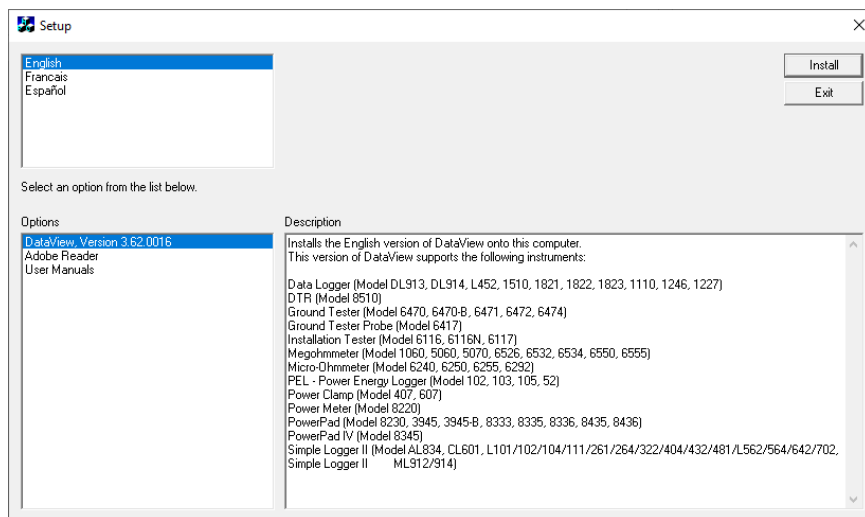 Setup
English
Francais
Español
Install
Exit
Select an option from the list below.
Options
DataView, Version 3.62.0016
Adobe Reader
User Manuals
Description
Installs the English version of DataView onto this computer.
This version of DataView supports the following instruments:
Data Logger (Model DL913, DL914, L452, 1510, 1821, 1822, 1823, 1110, 1246, 1227)
DTR (Model 8510)
Ground Tester (Model 6470, 6470-B, 6471, 6472, 6474)
Ground Tester Probe (Model 6417)
Installation Tester (Model 6116, 6116N, 6117)
Megohmmeter (Model 1060, 5060, 5070, 6526, 6532, 6534, 6550, 6555)
Micro-Ohmmeter (Model 6240, 6250, 6255, 6292)
PEL - Power Energy Logger (Model 102, 103, 105, 52)
Power Clamp (Model 407, 607)
Power Meter (Model 8220)
PowerPad (Model 8230, 3945, 3945-B, 8333, 8335, 8336, 8435, 8436)
PowerPad IV (Model 8345)
Simple Logger II (Model AL834, CL601, L101/102/104/111/261/264/322/404/432/481/L562/564/642/702,
Simple Logger II ML912/914)